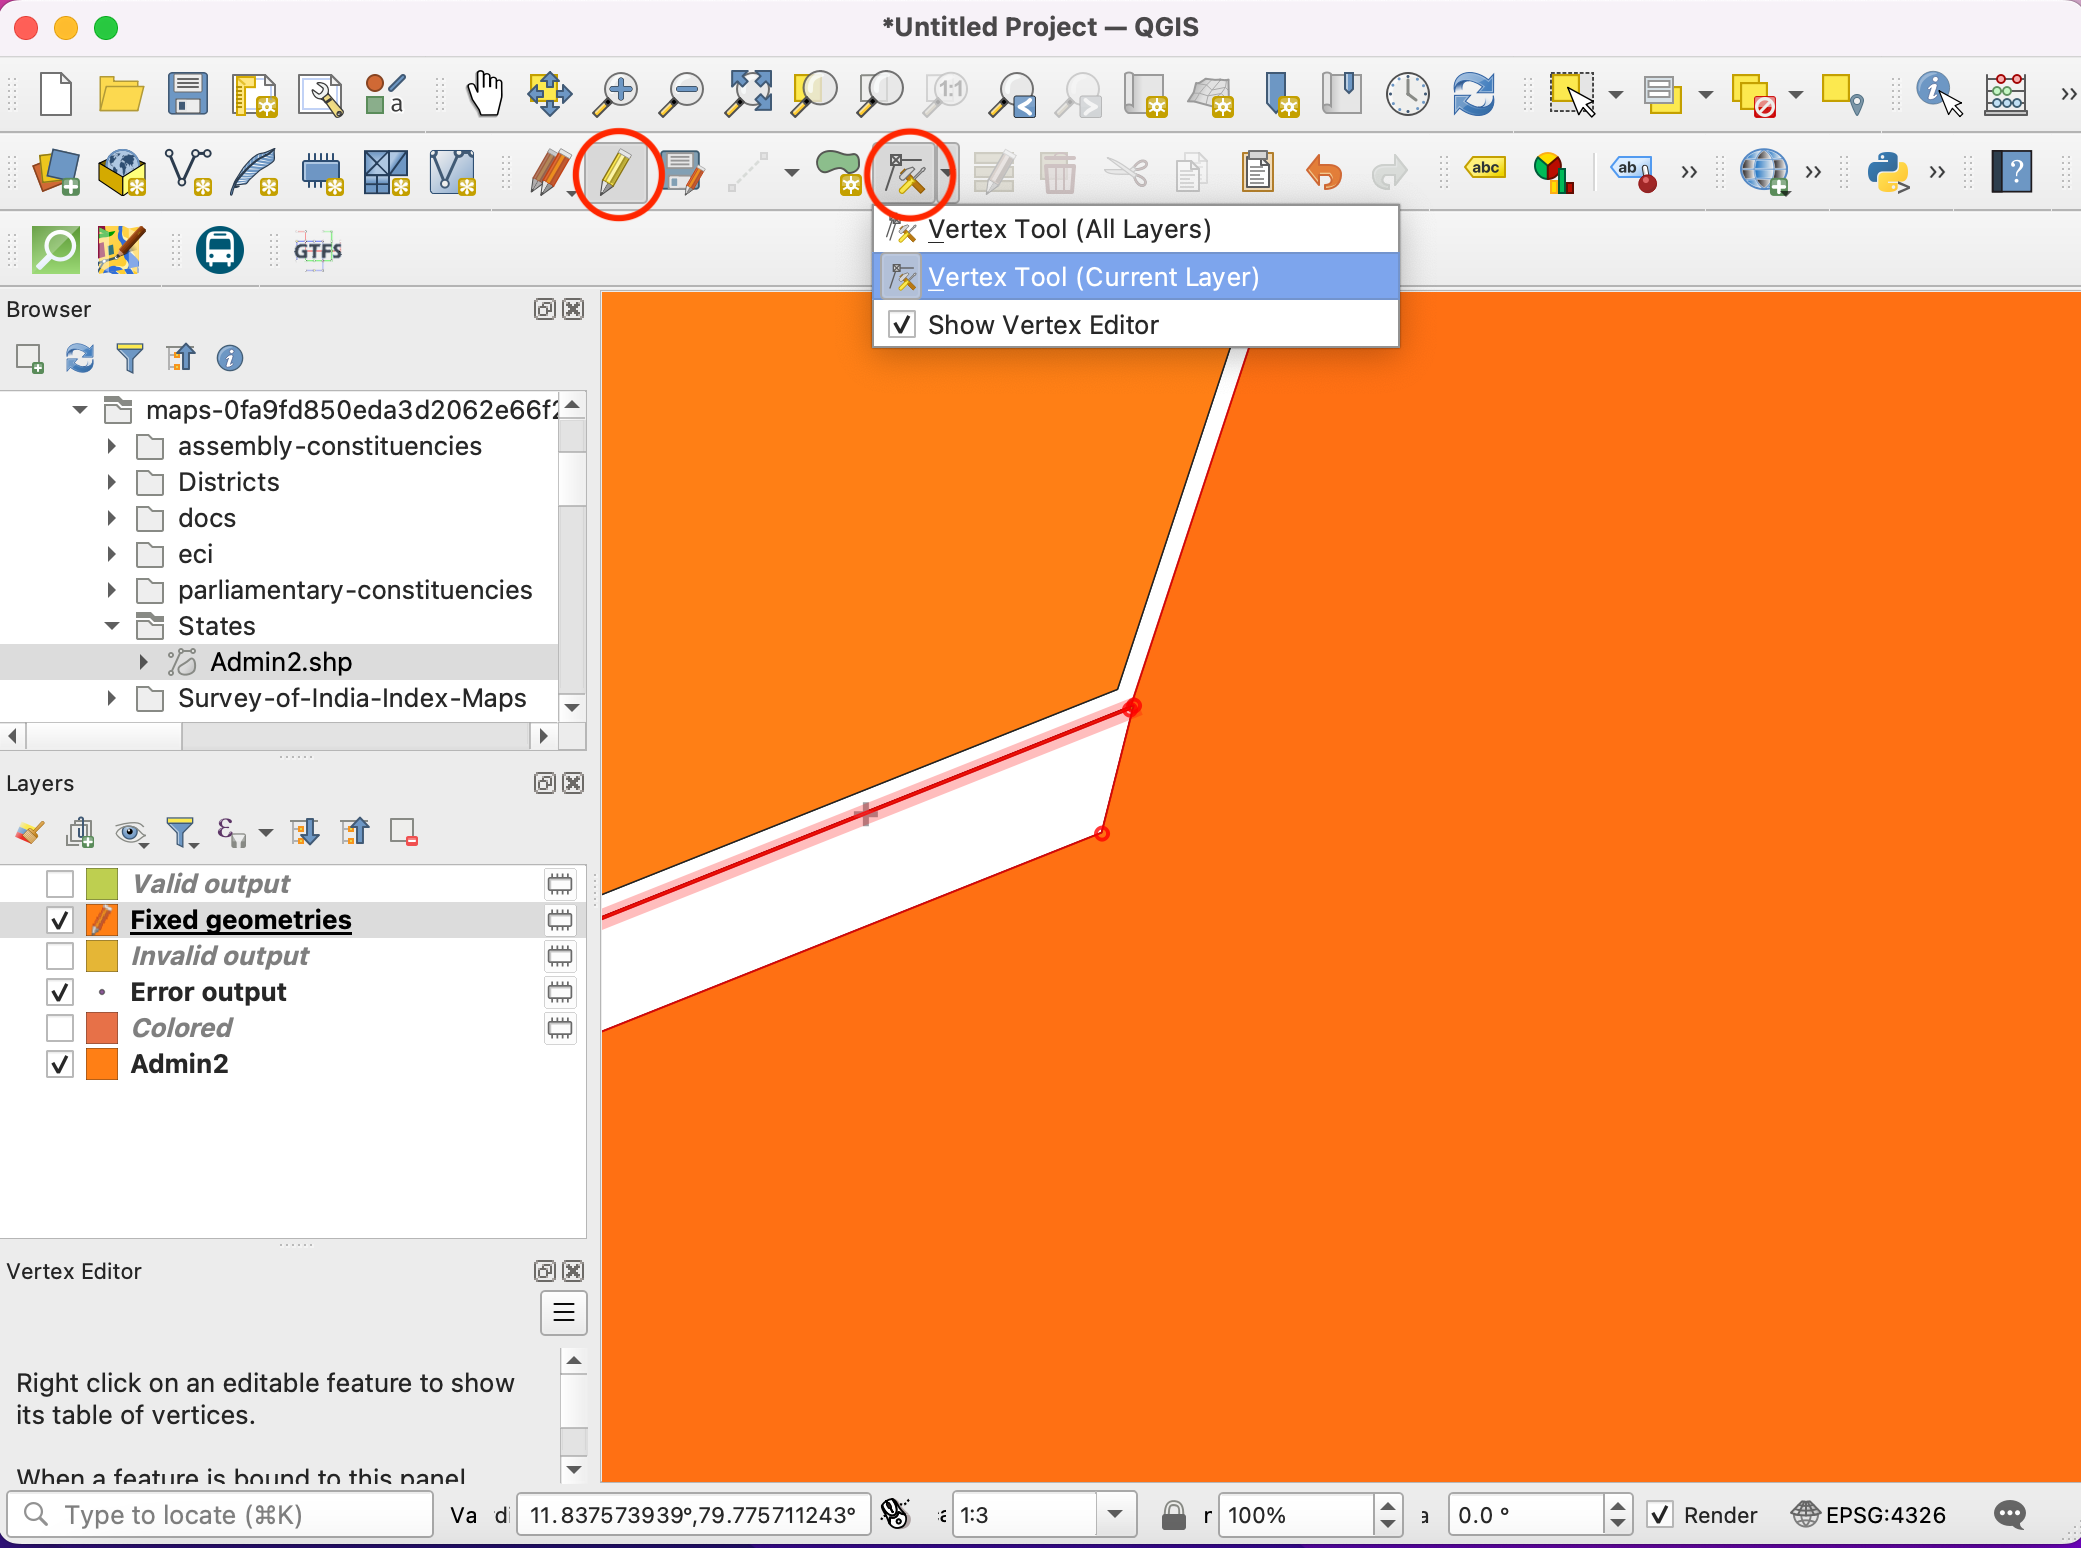 *Untitled Project — QGIS
1:1
a
»
abc
ab
»
»
»
?
GTFS
Vertex Tool (All Layers)
Vertex Tool (Current Layer)
Show Vertex Editor
Browser
maps-0fa9fd850eda3d2062e66f2
assembly-constituencies
Districts
docs
eci
parliamentary-constituencies
States
Admin2.shp
Survey-of-India-Index-Maps
Layers
Valid output
Fixed geometries
Invalid output
Error output
Colored
Admin2
Vertex Editor
Right click on an editable feature to show
its table of vertices.
When a feature is bound to this panel
Type to locate (⌘K) Va 11.837573939°,79.775711243° 1:3 r 100% a 0.0 ° Render EPSG:4326